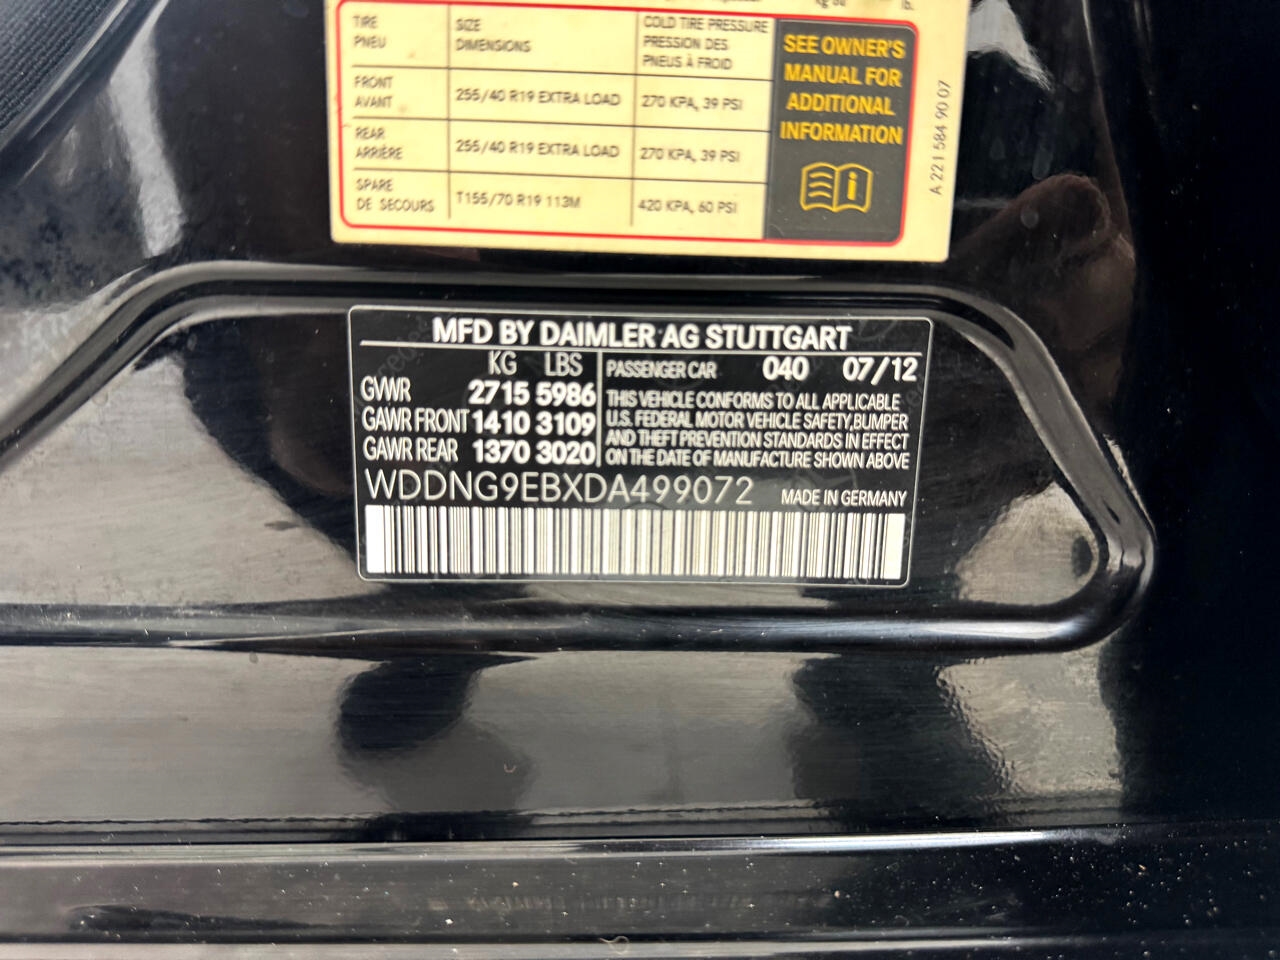 lb.
TIRE
PNEU
SIZE
DIMENSIONS
COLD TIRE PRESSURE
PRESSION DES
PNEUS À FROID
FRONT
AVANT
255/40 R19 EXTRA LOAD
270 KPA, 39 PSI
REAR
ARRIÈRE
255/40 R19 EXTRA LOAD
270 KPA, 39 PSI
SPARE
DE SECOURS
T155/70 R19 113M
420 KPA, 60 PSI
SEE OWNER'S
MANUAL FOR
ADDITIONAL
INFORMATION
A 221 584 90 07
MFD BY DAIMLER AG STUTTGART
KG LBS
GVWR 2715 5986
GAWR FRONT 1410 3109
GAWR REAR 1370 3020
PASSENGER CAR 040 07/12
THIS VEHICLE CONFORMS TO ALL APPLICABLE
U.S. FEDERAL MOTOR VEHICLE SAFETY,BUMPER
AND THEFT PREVENTION STANDARDS IN EFFECT
ON THE DATE OF MANUFACTURE SHOWN ABOVE
WDDNG9EBXDA499072 MADE IN GERMANY